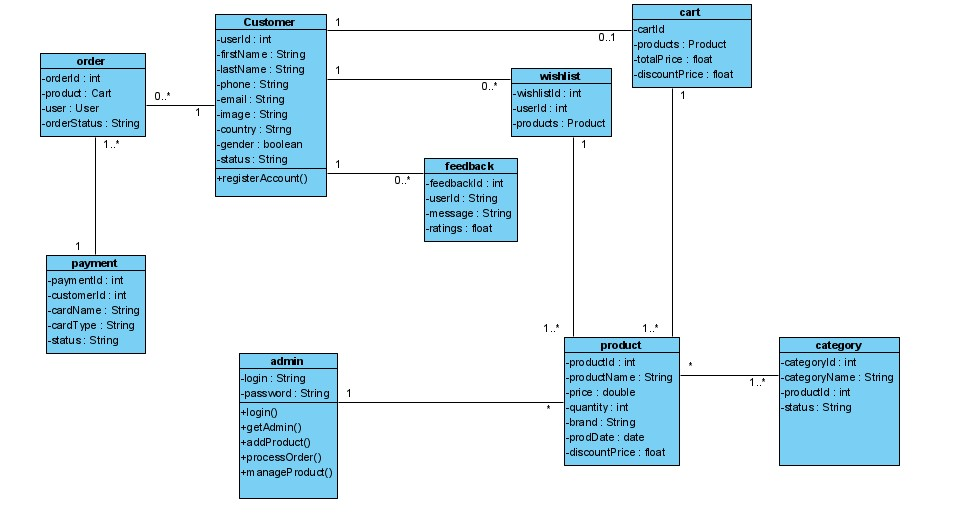 Customer
-userId : int
-firstName : String
-lastName : String
-phone : String
-email : String
-image : String
-country : Strng
-gender : boolean
-status : String
+registerAccount()
1
0..1
cart
-cartId
-products : Product
-totalPrice : float
-discountPrice : float
order
-orderId : int
-product : Cart
-user : User
-orderStatus : String
0..*
1
1
0..*
wishlist
-wishlistId : int
-userId : int
-products : Product
1
0..*
feedback
-feedbackId : int
-userId : String
-message : String
-ratings : float
1..*
1
payment
-paymentId : int
-customerId : int
-cardName : String
-cardType : String
-status : String
1
1..*
1
1..*
admin
-login : String
-password : String
+login()
+getAdmin()
+addProduct()
+processOrder()
+manageProduct()
1
*
product
-productId : int
-productName : String
-price : double
-quantity : int
-brand : String
-prodDate : date
-discountPrice : float
*
1..*
category
-categoryId : int
-categoryName : String
-productId : int
-status : String